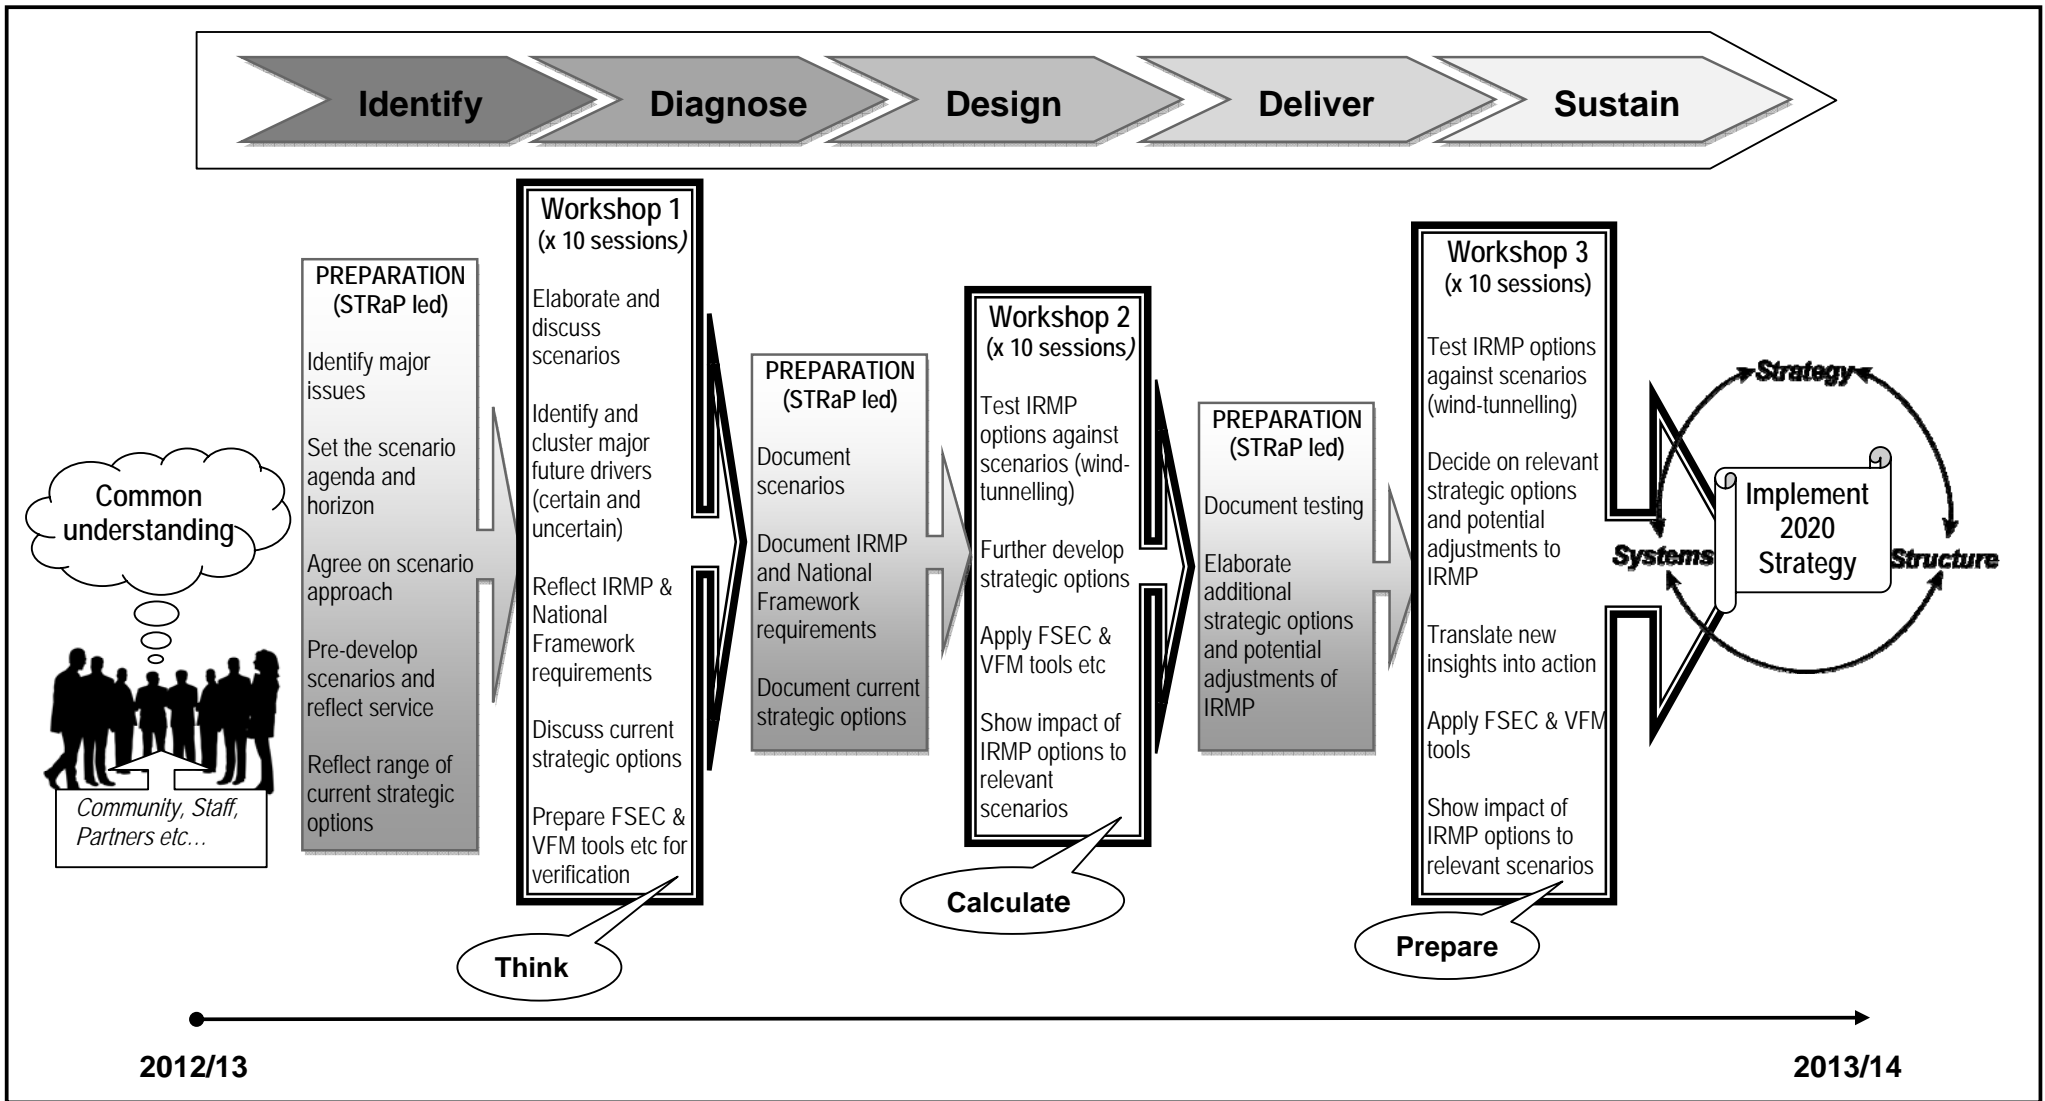 Identify
Diagnose
Design
Deliver
Sustain
Common
understanding
Community, Staff,
Partners etc...
PREPARATION
(STRaP led)
Identify major
issues
Set the scenario
agenda and
horizon
Agree on scenario
approach
Pre-develop
scenarios and
reflect service
Reflect range of
current strategic
options
Workshop 1
(x 10 sessions)
Elaborate and
discuss
scenarios
Identify and
cluster major
future drivers
(certain and
uncertain)
Reflect IRMP &
National
Framework
requirements
Discuss current
strategic options
Prepare FSEC &
VFM tools etc for
verification
Think
PREPARATION
(STRaP led)
Document
scenarios
Document IRMP
and National
Framework
requirements
Document current
strategic options
Workshop 2
(x 10 sessions)
Test IRMP
options against
scenarios (wind-
tunnelling)
Further develop
strategic options
Apply FSEC &
VFM tools etc
Show impact of
IRMP options to
relevant
scenarios
Calculate
PREPARATION
(STRaP led)
Document testing
Elaborate
additional
strategic options
and potential
adjustments of
IRMP
Workshop 3
(x 10 sessions)
Test IRMP options
against scenarios
(wind-tunnelling)
Decide on relevant
strategic options
and potential
adjustments to
IRMP
Translate new
insights into action
Apply FSEC & VFM
tools
Show impact of
IRMP options to
relevant scenarios
Prepare
Strategy
Systems
Structure
Implement
2020
Strategy
2012/13
2013/14